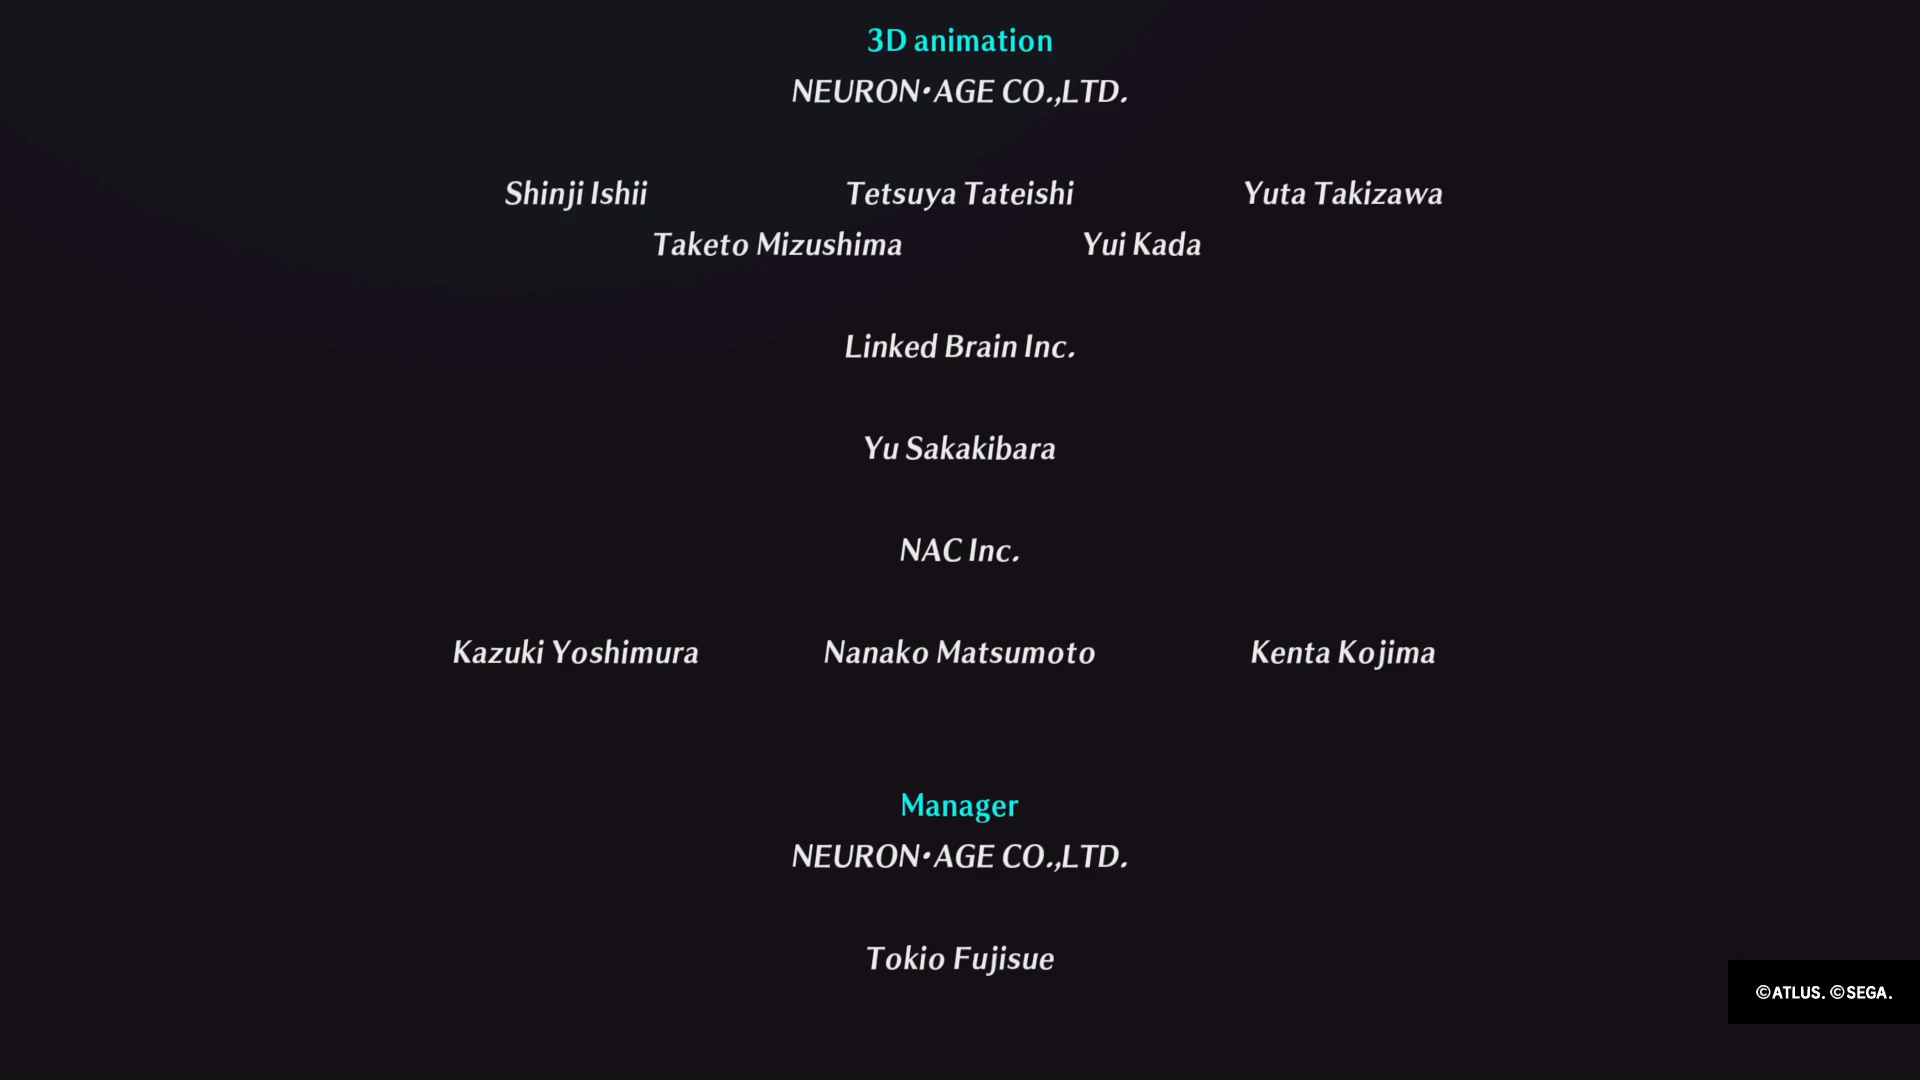 3D animation
NEURON・AGE CO.,LTD.
Shinji Ishii Tetsuya Tateishi Yuta Takizawa
Taketo Mizushima Yui Kada
Linked Brain Inc.
Yu Sakakibara
NAC Inc.
Kazuki Yoshimura Nanako Matsumoto Kenta Kojima
Manager
NEURON・AGE CO.,LTD.
Tokio Fujisue
©ATLUS. ©SEGA.